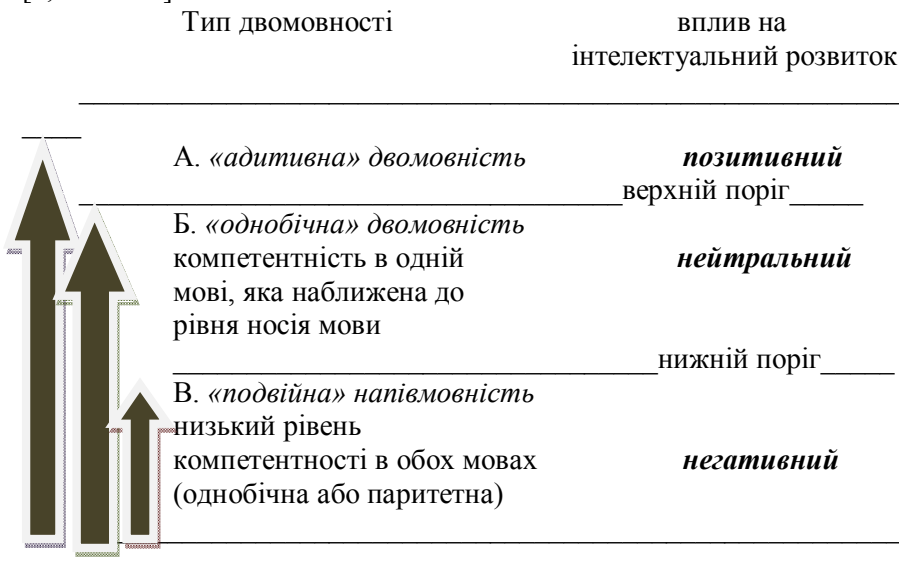 Тип двомовності вплив на
інтелектуальний розвиток
А. «адитивна» двомовність позитивний
верхній поріг
Б. «однобічна» двомовність
компетентність в одній нейтральний
мові, яка наближена до
рівня носія мови
нижній поріг
В. «подвійна» напівмовність
низький рівень
компетентності в обох мовах негативний
(однобічна або паритетна)